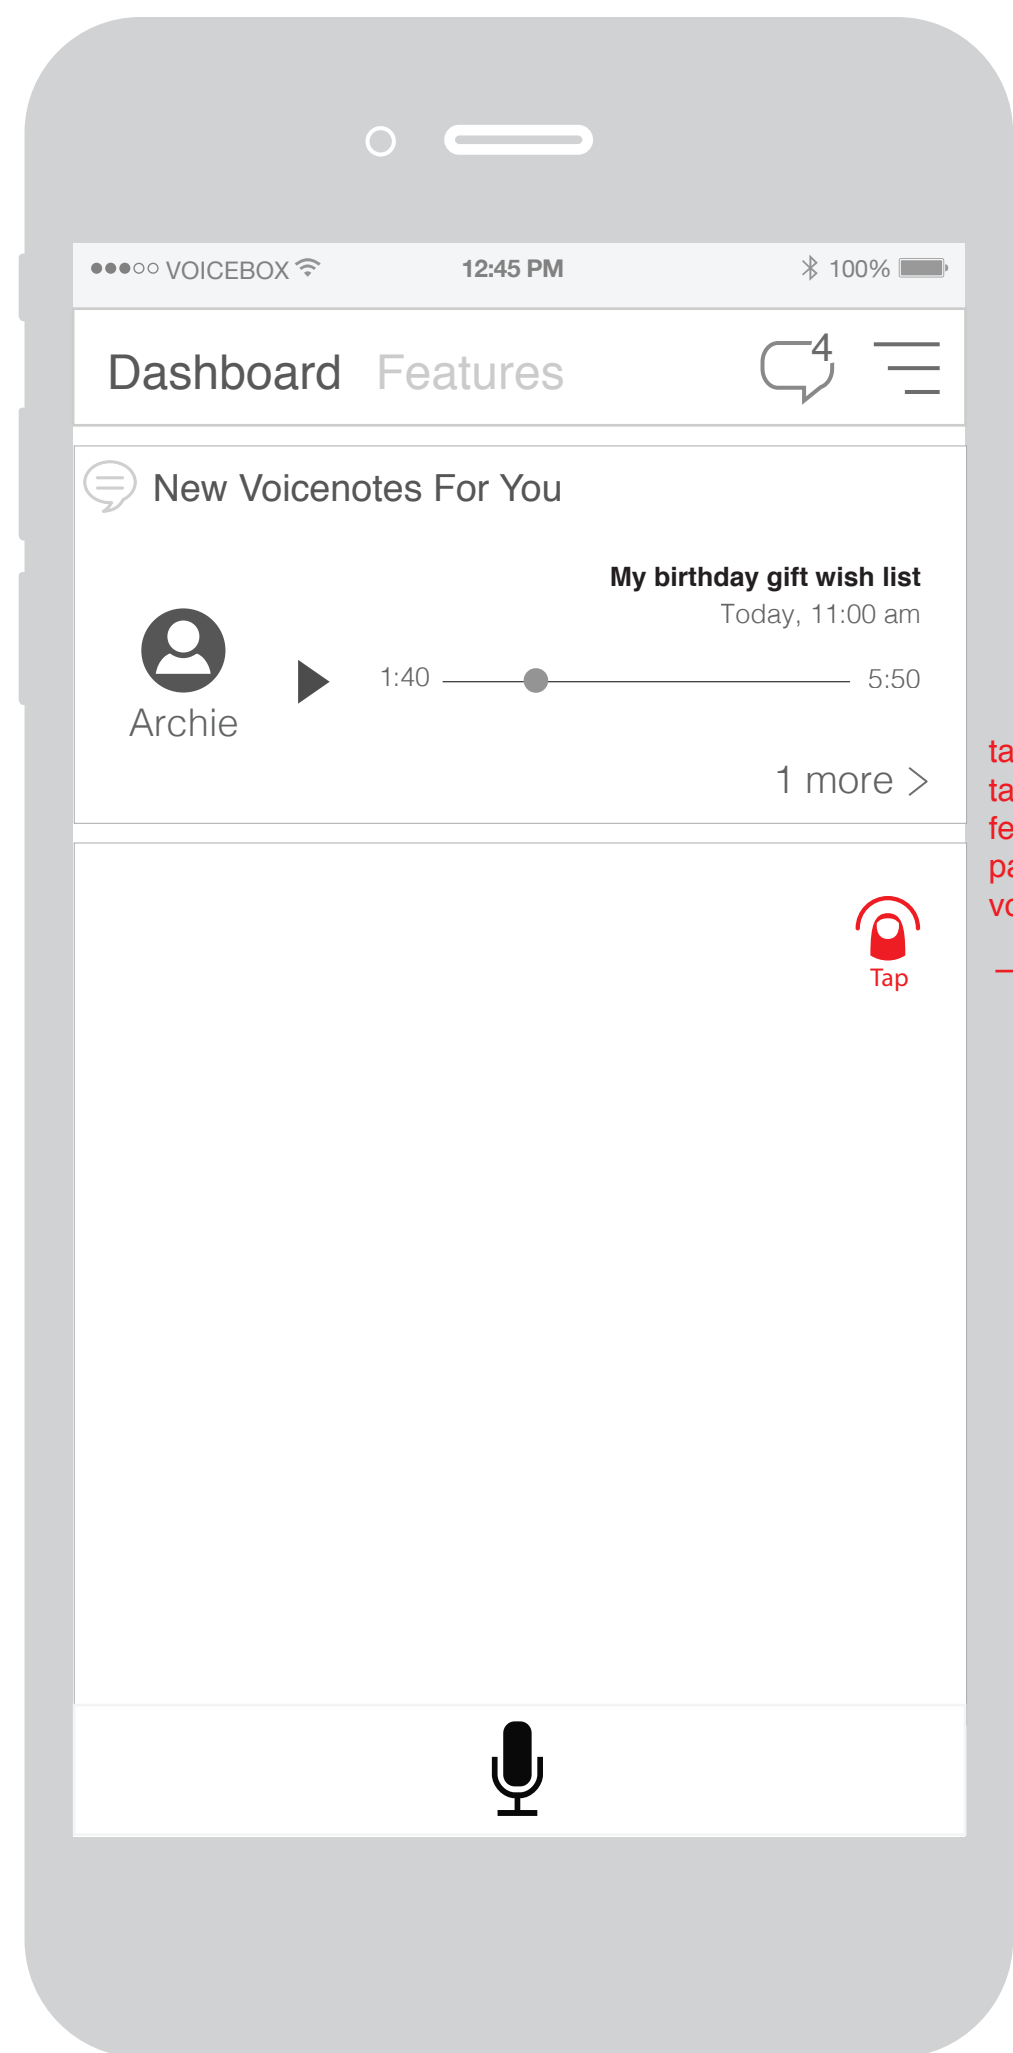 VOICEBOX 12:45 PM 100%
Dashboard Features 4
New Voicenotes For You
My birthday gift wish list
Today, 11:00 am
1:40 5:50
Archie
1 more >
Tap